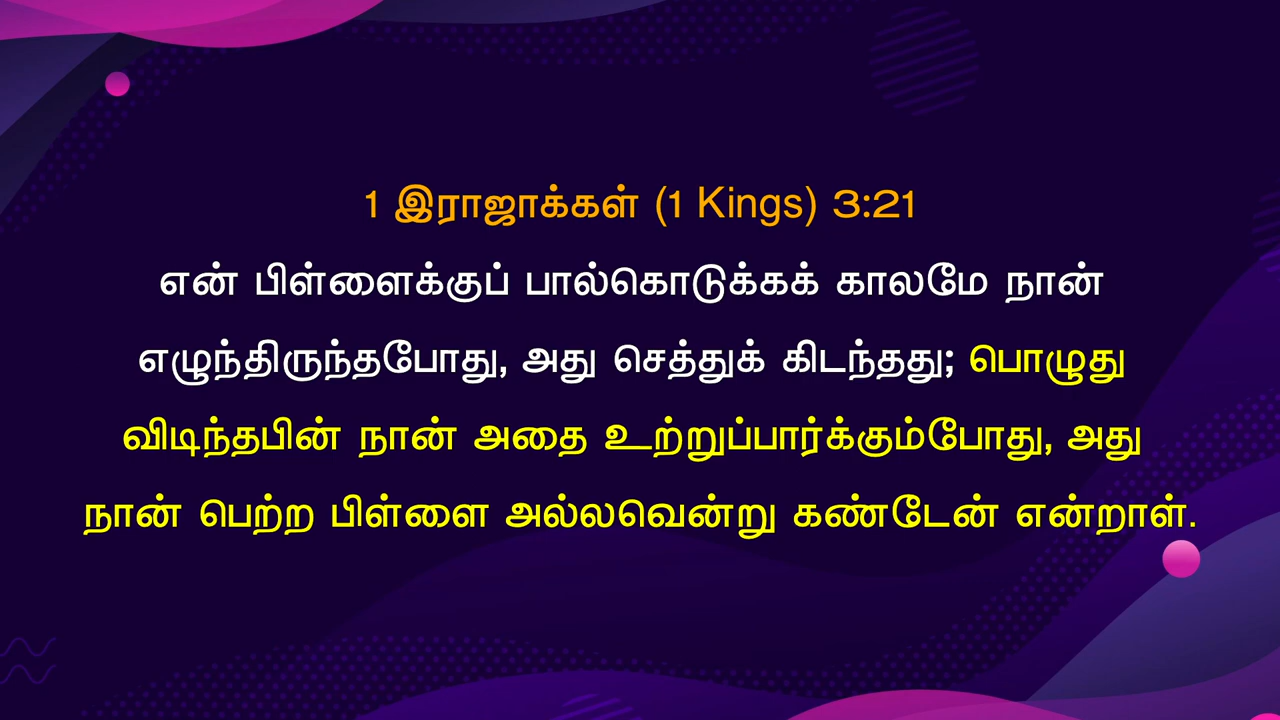 1 இராஜாக்கள் (1 Kings) 3:21
என் பிள்ளைக்குப் பால்கொடுக்கக் காலமே நான்
எழுந்திருந்தபோது, அது செத்துக் கிடந்தது; பொழுது
விடிந்தபின் நான் அதை உற்றுப்பார்க்கும்போது, அது
நான் பெற்ற பிள்ளை அல்லவென்று கண்டேன் என்றாள்.